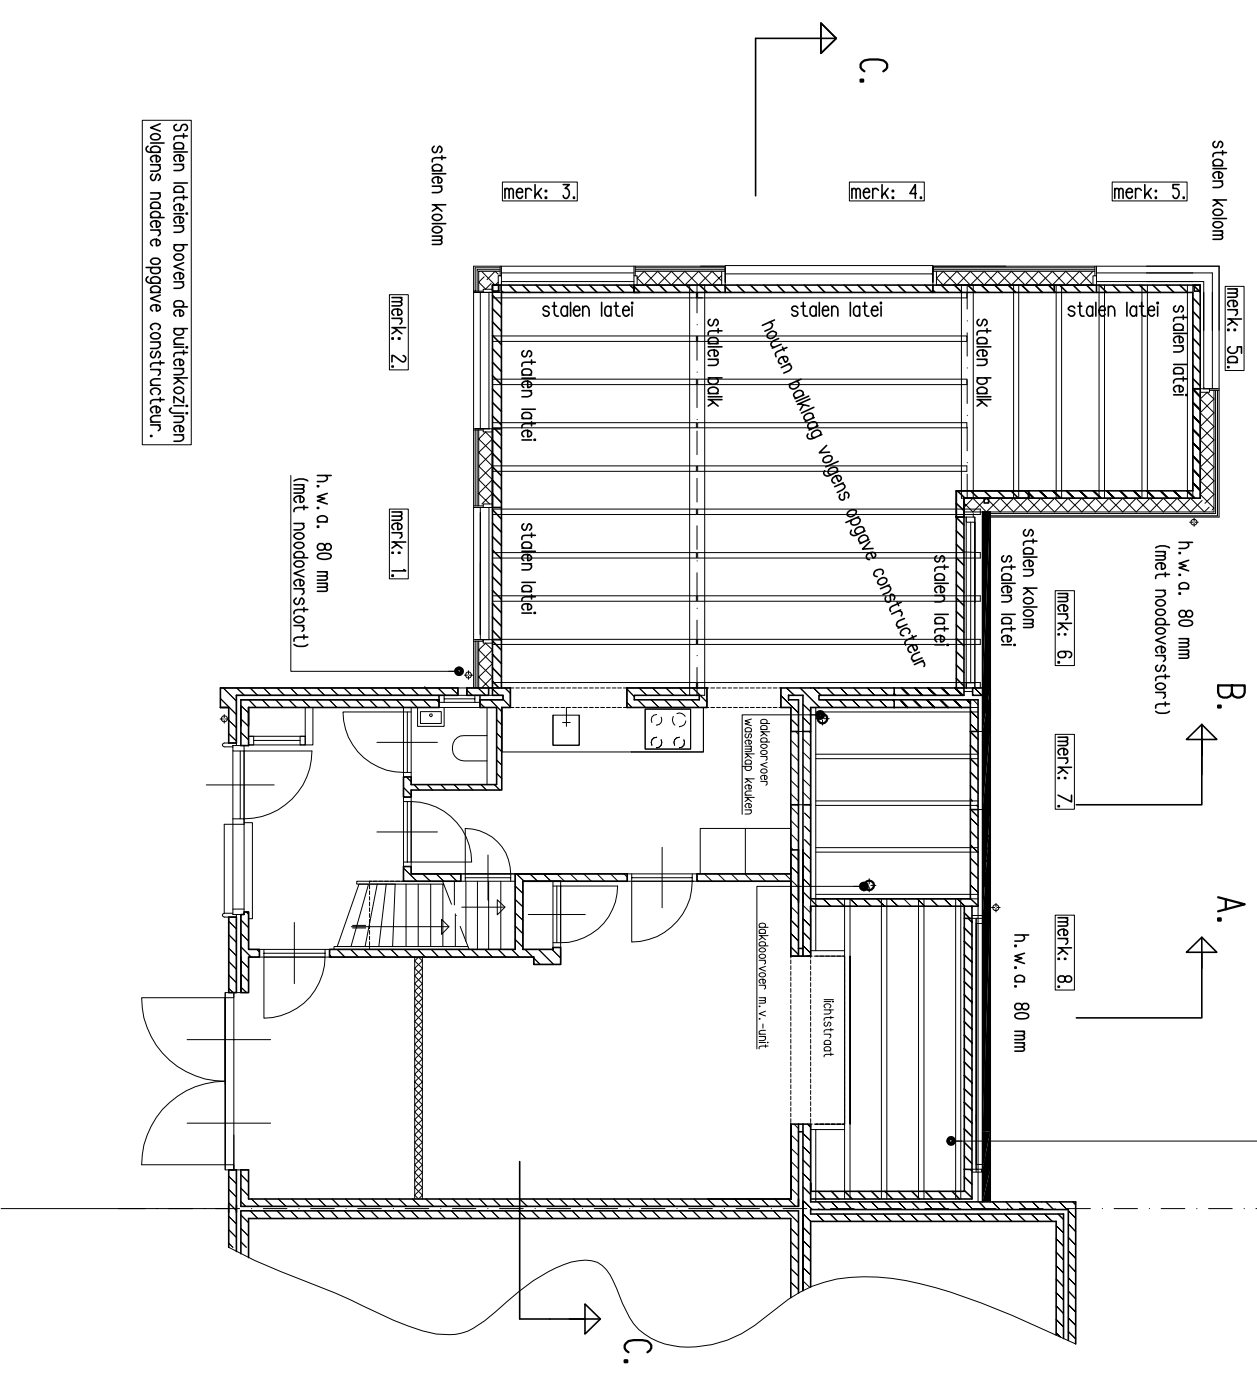 C.
stalen kolom
merk: 3.
merk: 4.
merk: 5.
stalen kolom
Stalen lateien boven de buitenkozijnen
volgens nadere opgave constructeur.
merk: 2.
merk: 5a.
stalen latei
stalen latei
stalen latei
stalen latei
stalen balk
stalen balk
stalen latei
houten balklaag volgens opgave constructeur
h.w.a. 80 mm
(met noodoverstort)
merk: 1.
stalen latei
stalen latei
stalen kolom
stalen latei
h.w.a. 80 mm
(met noodoverstort)
merk: 6.
B.
dakdoorvoer
wasemkap keuken
merk: 7.
A.
dakdoorvoer m.v.-unit
merk: 8.
h.w.a. 80 mm
lichtstraat
C.